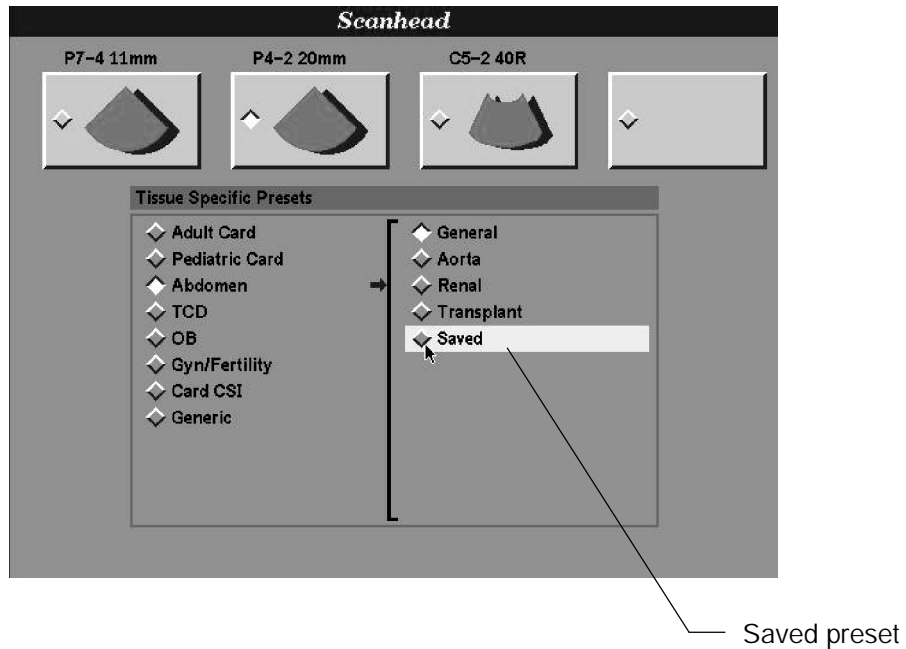 Scanhead
P7-4 11mm
P4-2 20mm
C5-2 40R
Tissue Specific Presets
Adult Card
Pediatric Card
Abdomen
TCD
OB
Gyn/Fertility
Card CSI
Generic
General
Aorta
Renal
Transplant
Saved
Saved preset